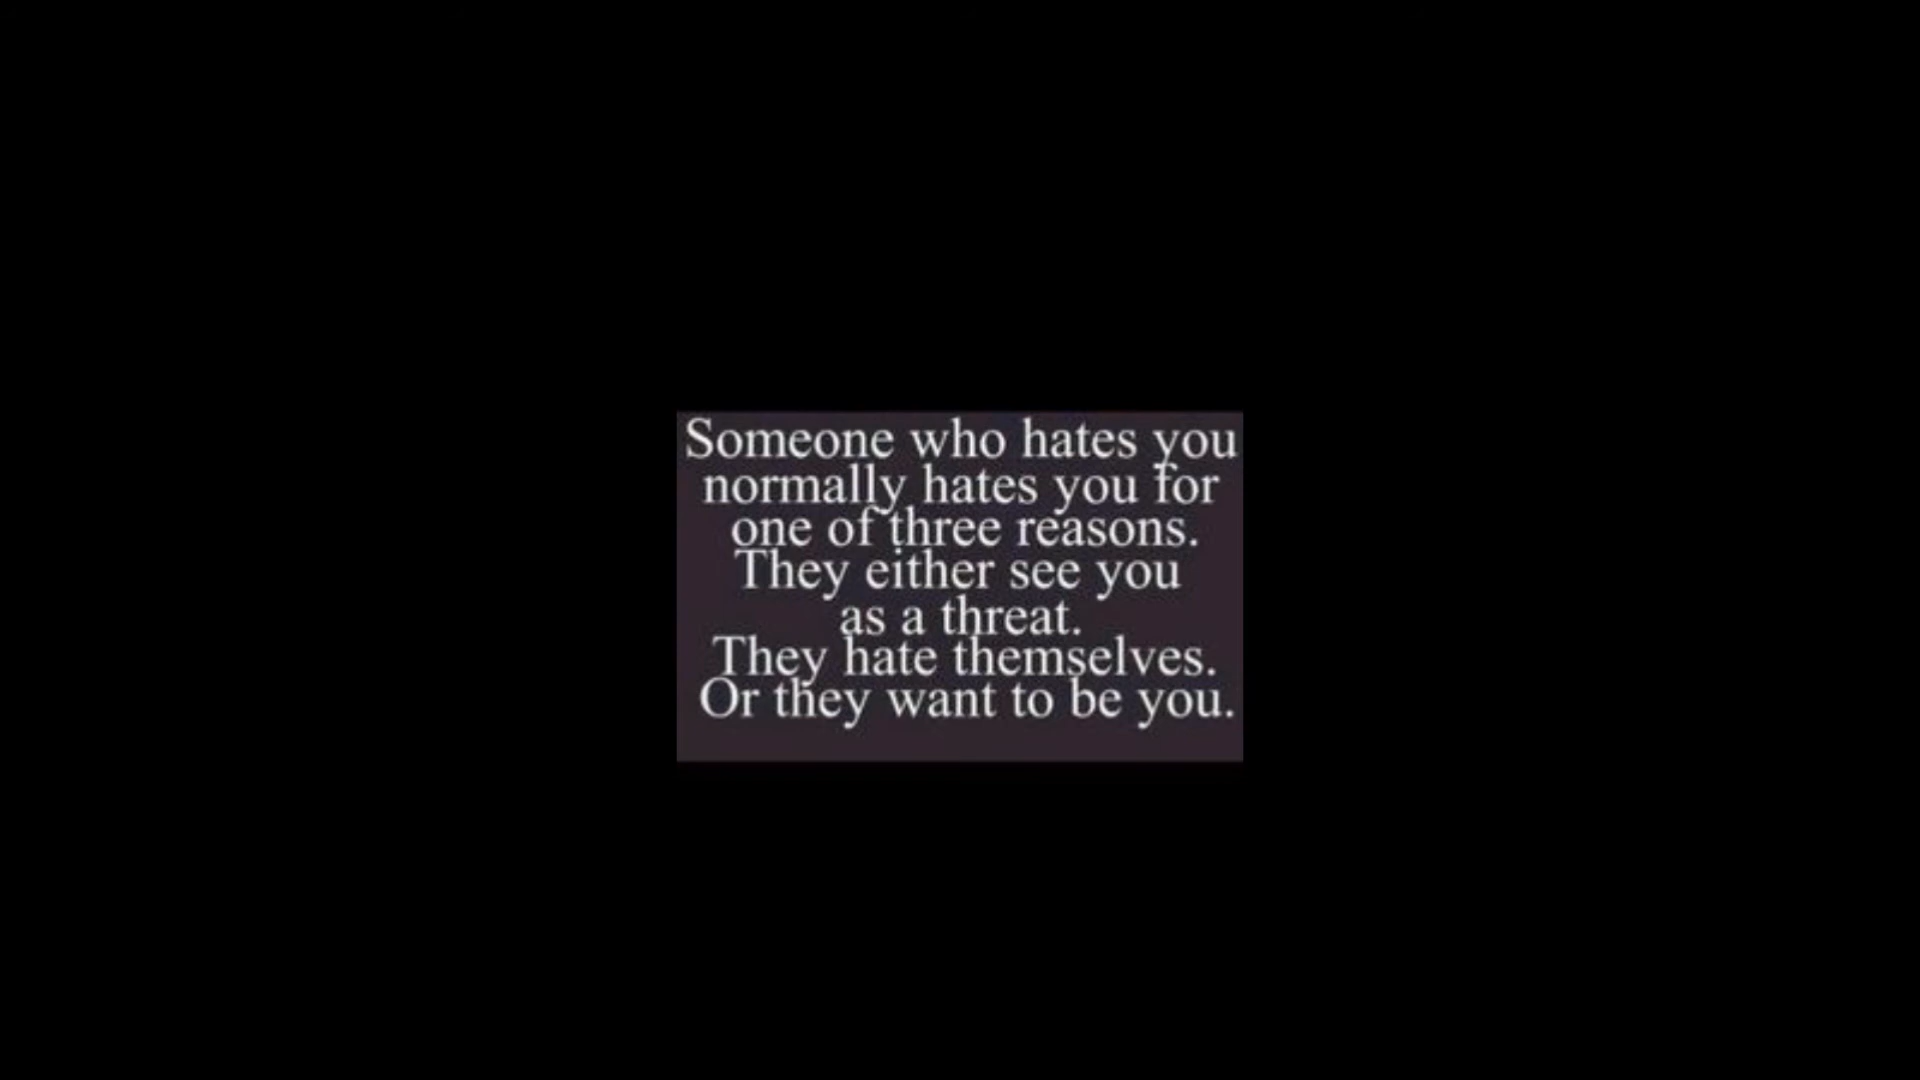 Someone who hates you
normally hates you for
one of three reasons.
They either see you
as a threat.
They hate themselves.
Or they want to be you.